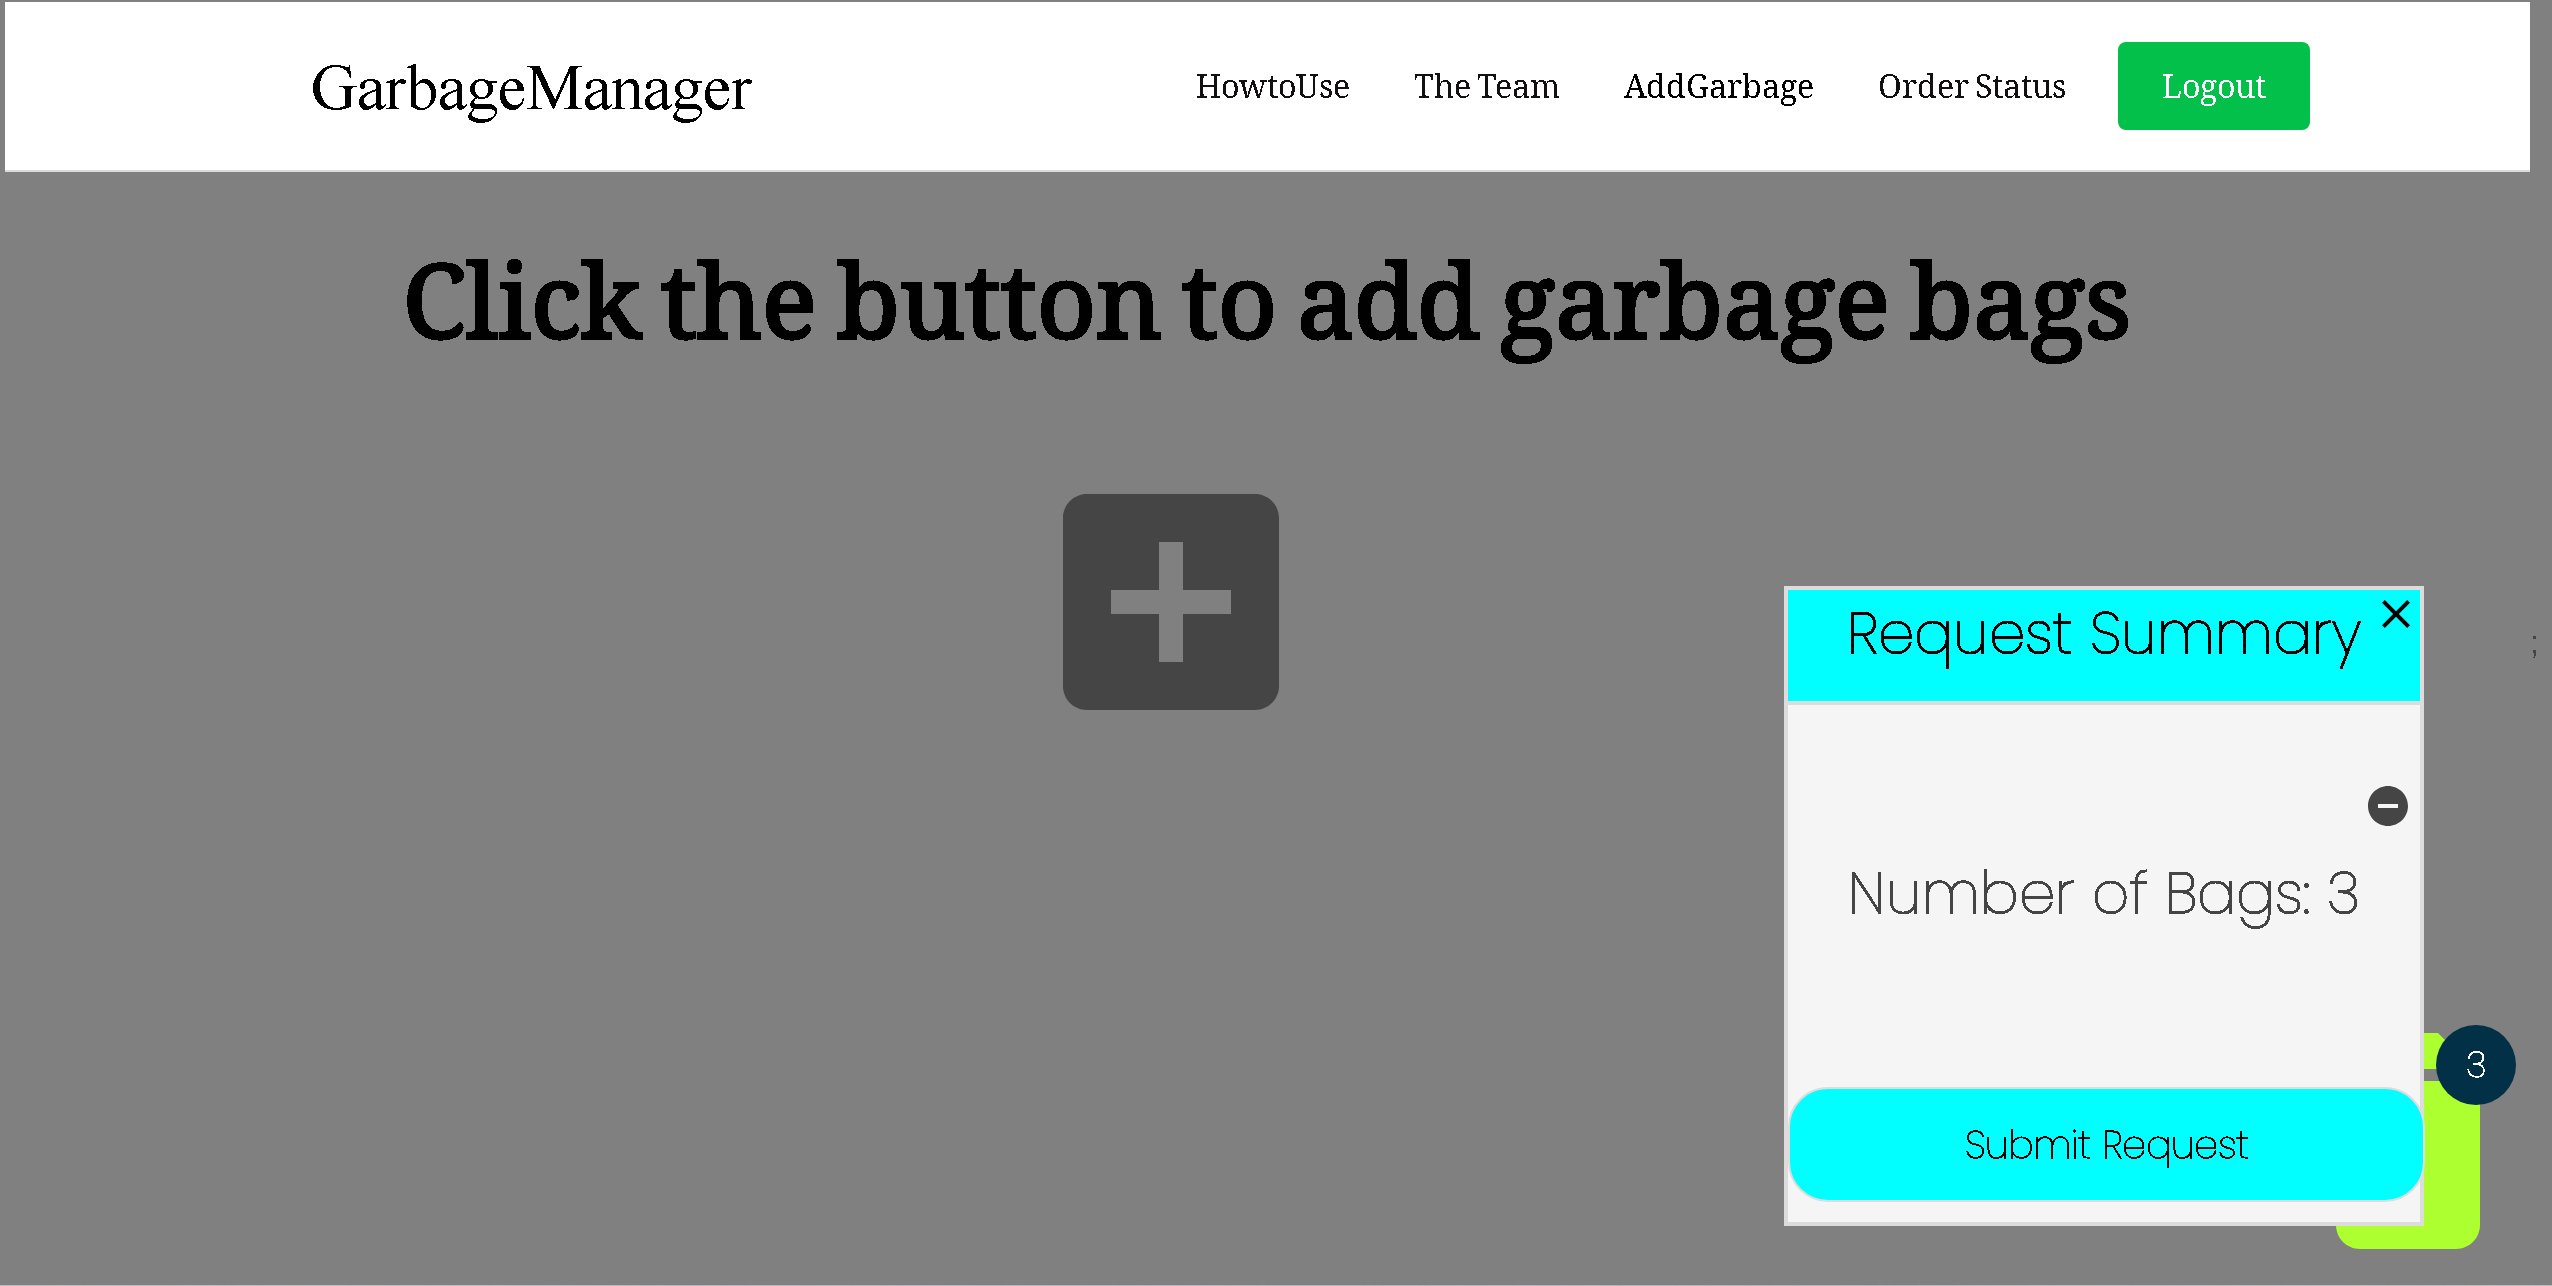 GarbageManager
HowtoUse The Team AddGarbage Order Status Logout
Click the button to add garbage bags
Request Summary
;
Number of Bags: 3
3
Submit Request